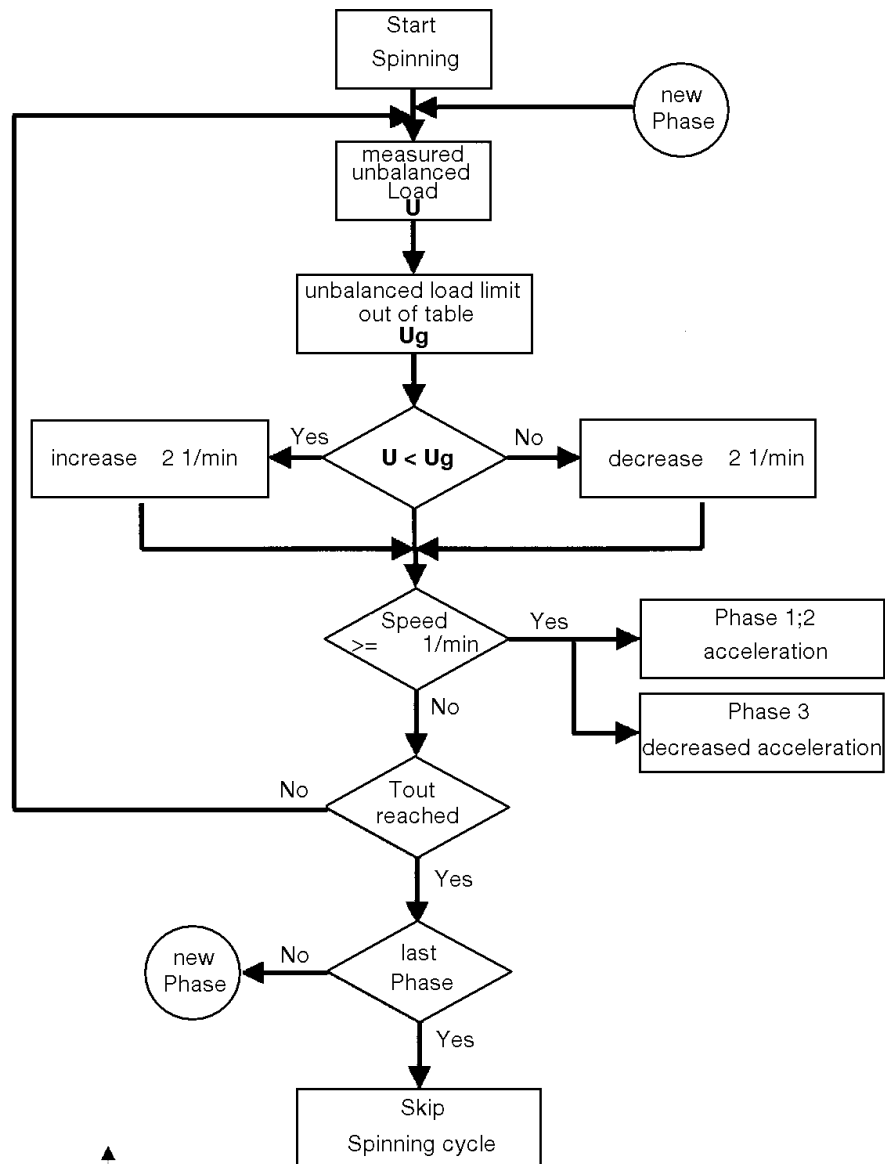 Start
Spinning
new
Phase
measured
unbalanced
Load
U
unbalanced load limit
out of table
Ug
Yes
No
increase 2 1/min
U < Ug
decrease 2 1/min
Speed
>= 1/min
Yes
Phase 1;2
acceleration
No
Phase 3
decreased acceleration
No
Tout
reached
Yes
new
Phase
No
last
Phase
Yes
Skip
Spinning cycle